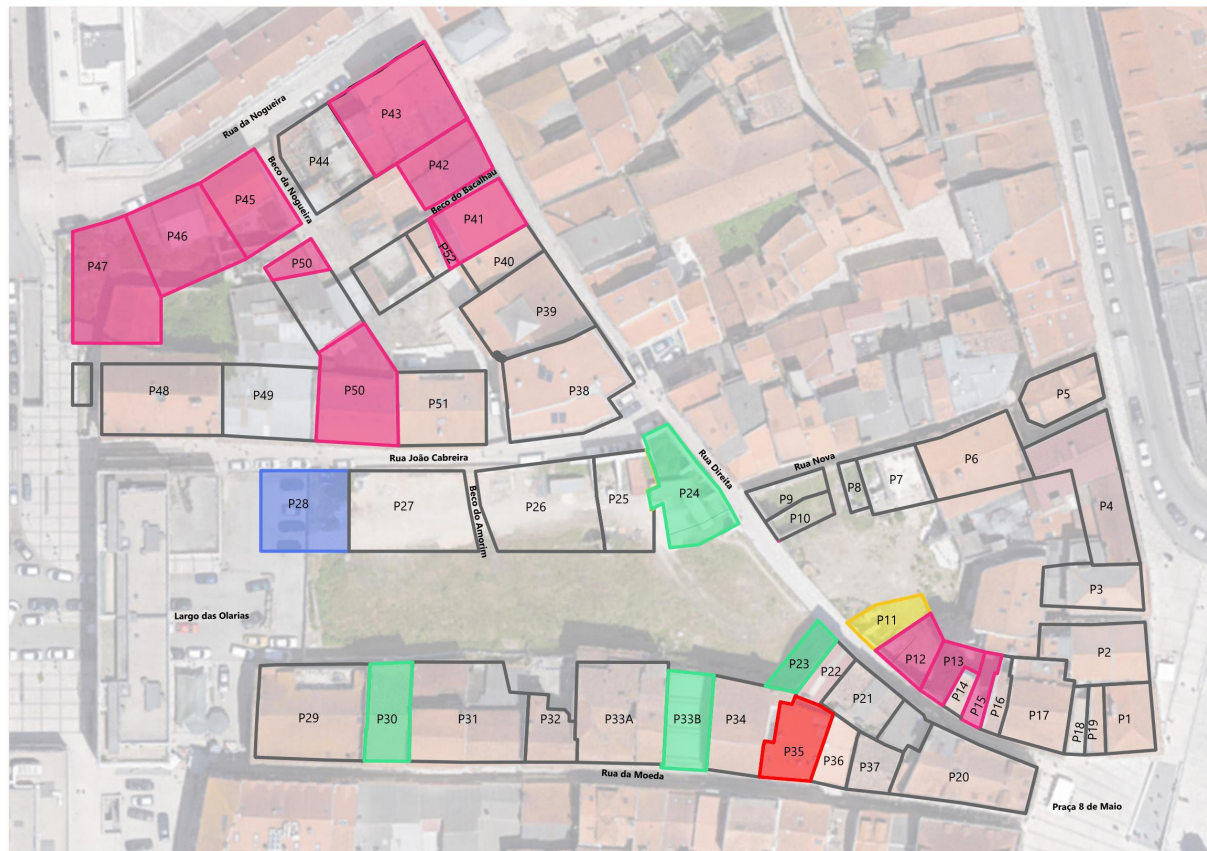 P43
Rua da Nogueira
P44
P42
Beco da Nogueira
Beco do Bacalhau
P45
P41
P46
P52
P50
P47
P40
P39
P48
P49
P50
P51
P38
P5
Rua João Cabreira
Rua Direita
Rua Nova
P6
P7
P8
P9
P10
P4
P28
P27
Beco do Amorim
P26
P25
P24
P3
Largo das Olarias
P11
P12
P13
P14
P15
P16
P2
P23
P22
P21
P29
P30
P31
P32
P33A
P33B
P34
P35
P36
P37
P20
P17
P18
P19
P1
Rua da Moeda
Praça 8 de Maio